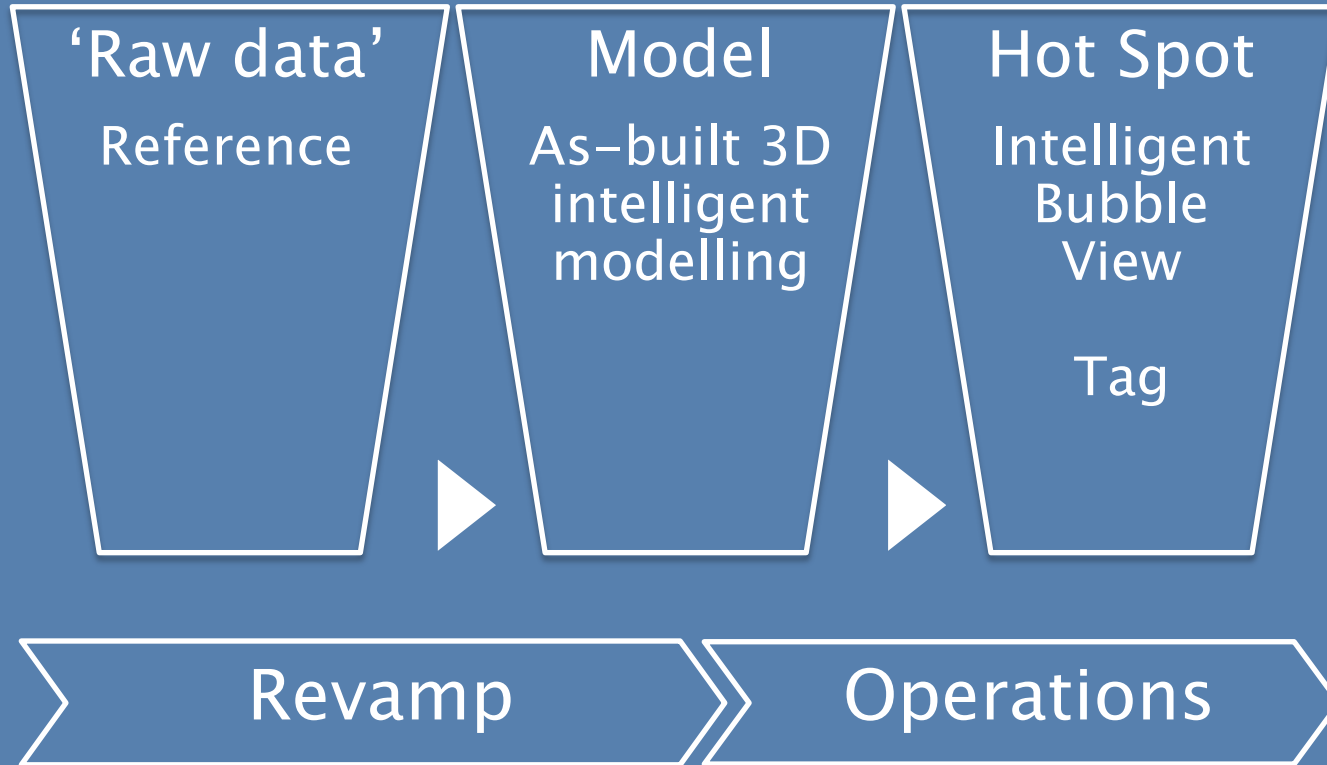 ‘Raw data’
Reference
Model
As-built 3D
intelligent
modelling
Hot Spot
Intelligent
Bubble
View
Tag
Revamp
Operations